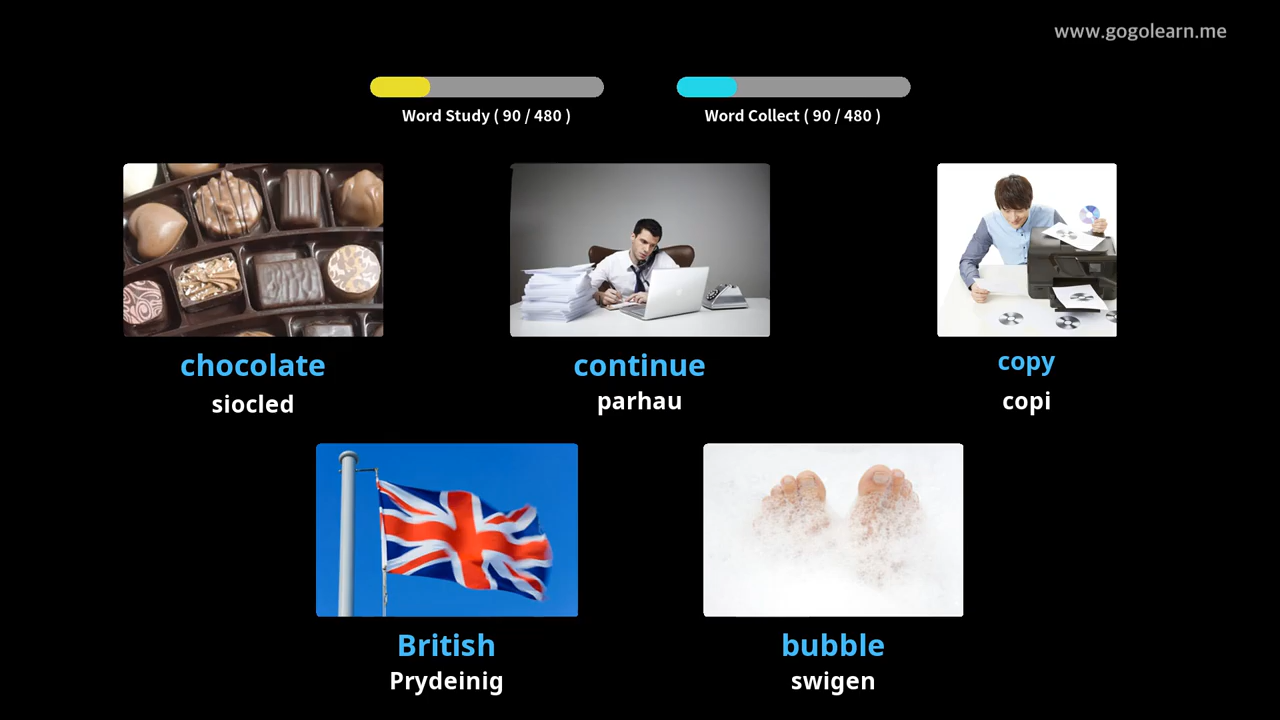 www.gogolearn.me
Word Study ( 90 / 480 )
Word Collect ( 90 / 480 )
chocolate
siocled
continue
parhau
copy
copi
British
Prydeinig
bubble
swigen